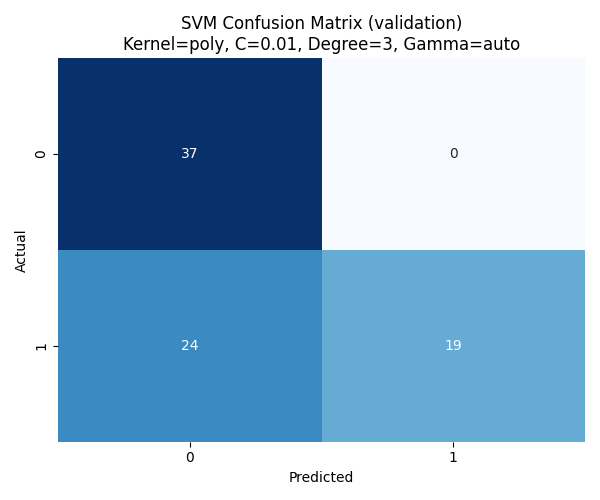 SVM Confusion Matrix (validation)
Kernel=poly, C=0.01, Degree=3, Gamma=auto
Actual
0
37
0
1
24
19
0
1
Predicted